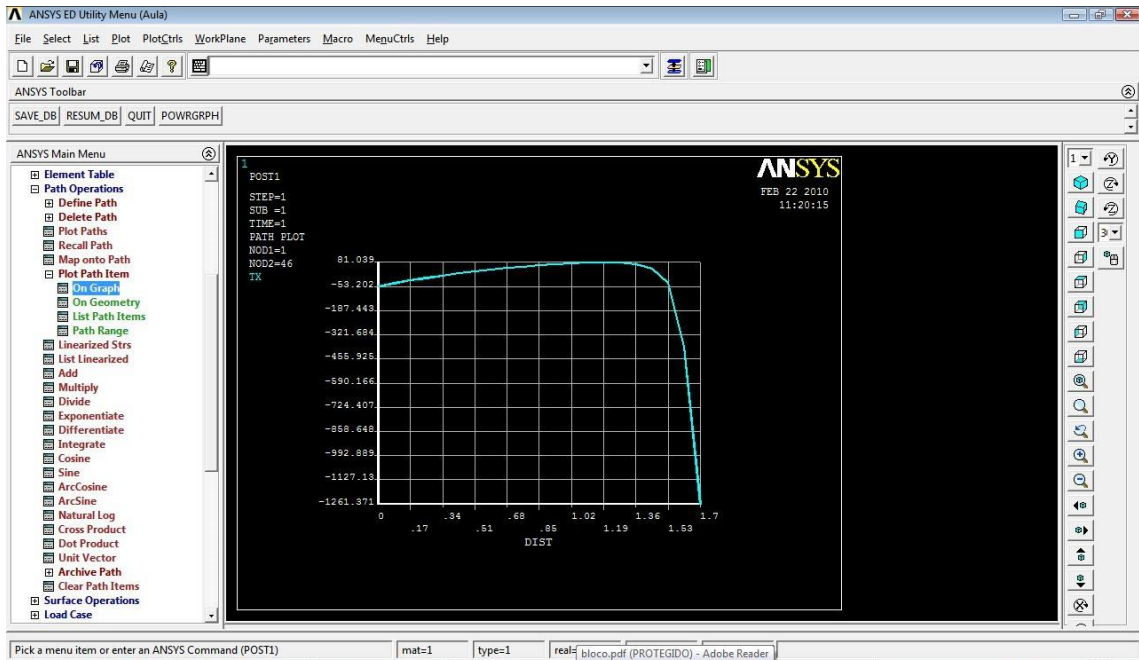 ANSYS ED Utility Menu (Aula)
File Select List Plot PlotCtrls WorkPlane Parameters Macro MenuCtrls Help
ANSYS Toolbar
SAVE_DB RESUM_DB QUIT POWRGRPH
ANSYS Main Menu
Element Table
Path Operations
Define Path
Delete Path
Plot Paths
Recall Path
Map onto Path
Plot Path Item
On Graph
On Geometry
List Path Items
Path Range
Linearized Strs
List Linearized
Add
Multiply
Divide
Exponentiate
Differentiate
Integrate
Cosine
Sine
ArcCosine
ArcSine
Natural Log
Cross Product
Dot Product
Unit Vector
Archive Path
Clear Path Items
Surface Operations
Load Case
1
POST1
STEP=1
SUB =1
TIME=1
PATH PLOT
NOD1=1
NOD2=46
TX
ANSYS
FEB 22 2010
11:20:15
81.039
-53.202
-187.443
-321.684
-455.925
-590.166
-724.407
-858.648
-992.889
-1127.13
-1261.371
0 .34 .68 1.02 1.36 1.7
.17 .51 .85 1.19 1.53
DIST
1
Pick a menu item or enter an ANSYS Command (POST1) mat=1 type=1 real=
bloco.pdf (PROTEGIDO) - Adobe Reader